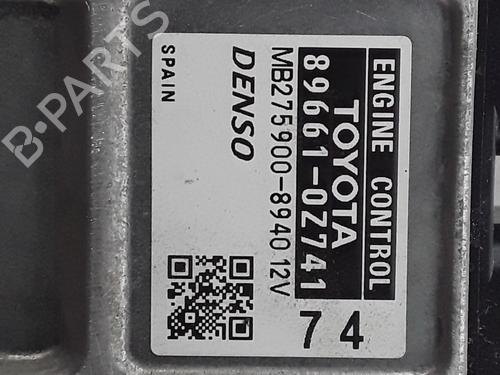 ENGINE CONTROL
TOYOTA
89661-0Z741
74
MB275900-8940 12V
DENSO
SPAIN
B-PARTS